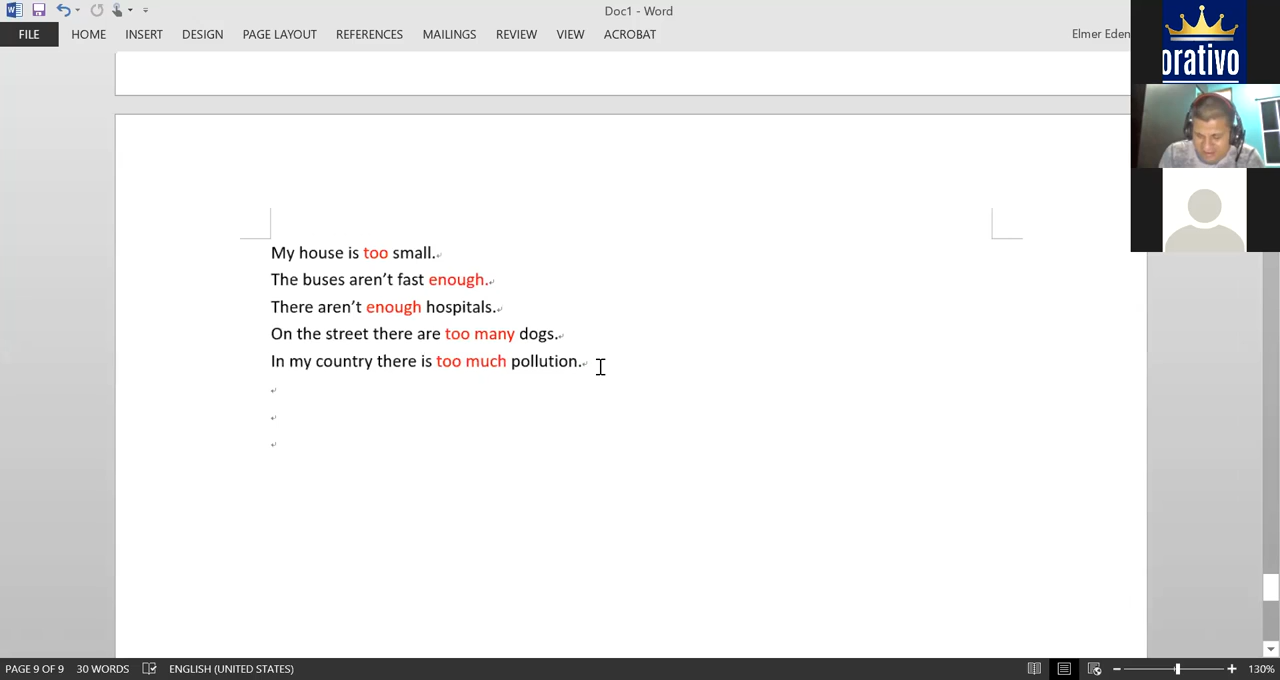 Doc1 - Word
FILE HOME INSERT DESIGN PAGE LAYOUT REFERENCES MAILINGS REVIEW VIEW ACROBAT Elmer Eden
orativo
My house is too small.
The buses aren’t fast enough.
There aren’t enough hospitals.
On the street there are too many dogs.
In my country there is too much pollution.
PAGE 9 OF 9 30 WORDS ENGLISH (UNITED STATES) 130%